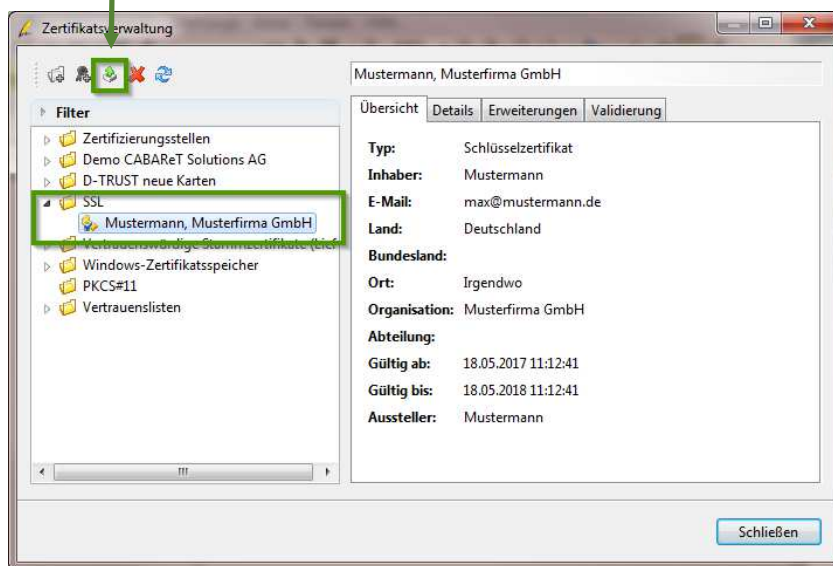 Zertifikatsverwaltung
Mustermann, Musterfirma GmbH
Filter
Zertifizierungsstellen
Demo CABAReT Solutions AG
D-TRUST neue Karten
SSL
Mustermann, Musterfirma GmbH
Vertrauenswürdige Stammzertifikate (Lief
Windows-Zertifikatsspeicher
PKCS#11
Vertrauenslisten
Übersicht Details Erweiterungen Validierung
Typ: Schlüsselzertifikat
Inhaber: Mustermann
E-Mail: max@mustermann.de
Land: Deutschland
Bundesland:
Ort: Irgendwo
Organisation: Musterfirma GmbH
Abteilung:
Gültig ab: 18.05.2017 11:12:41
Gültig bis: 18.05.2018 11:12:41
Aussteller: Mustermann
Schließen